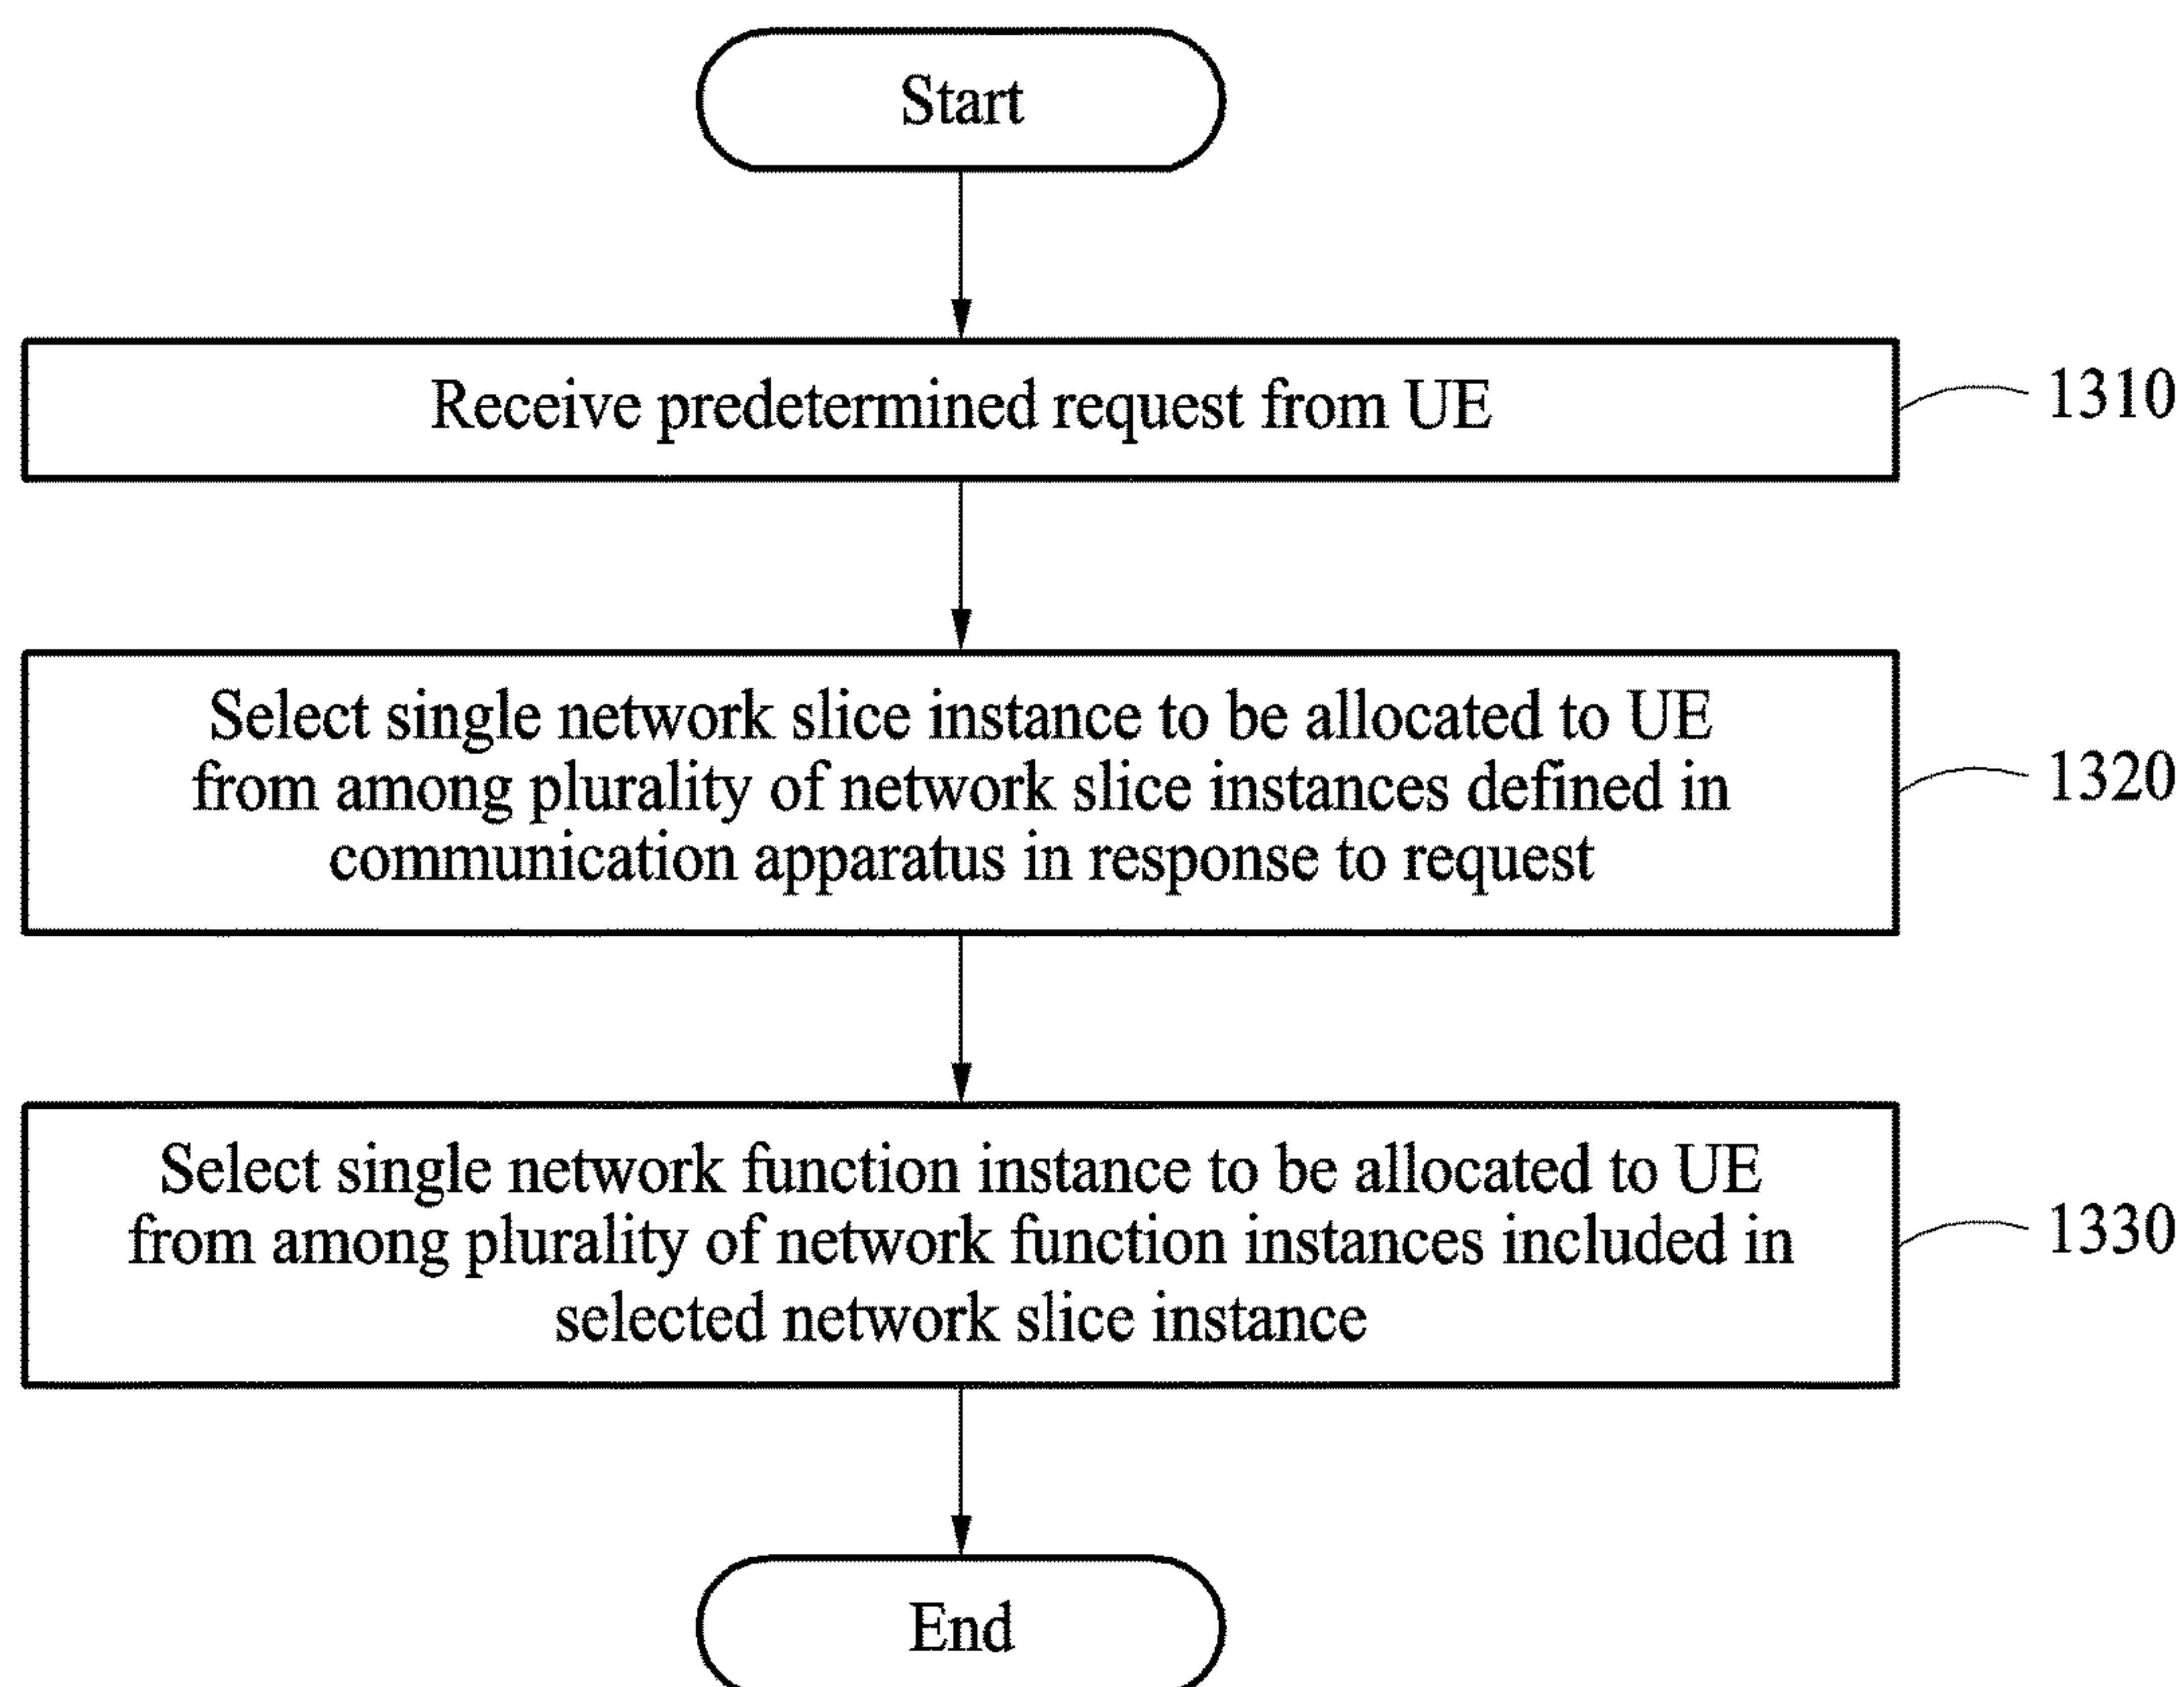 Start
Receive predetermined request from UE
1310
Select single network slice instance to be allocated to UE
from among plurality of network slice instances defined in
communication apparatus in response to request
1320
Select single network function instance to be allocated to UE
from among plurality of network function instances included in
selected network slice instance
1330
End